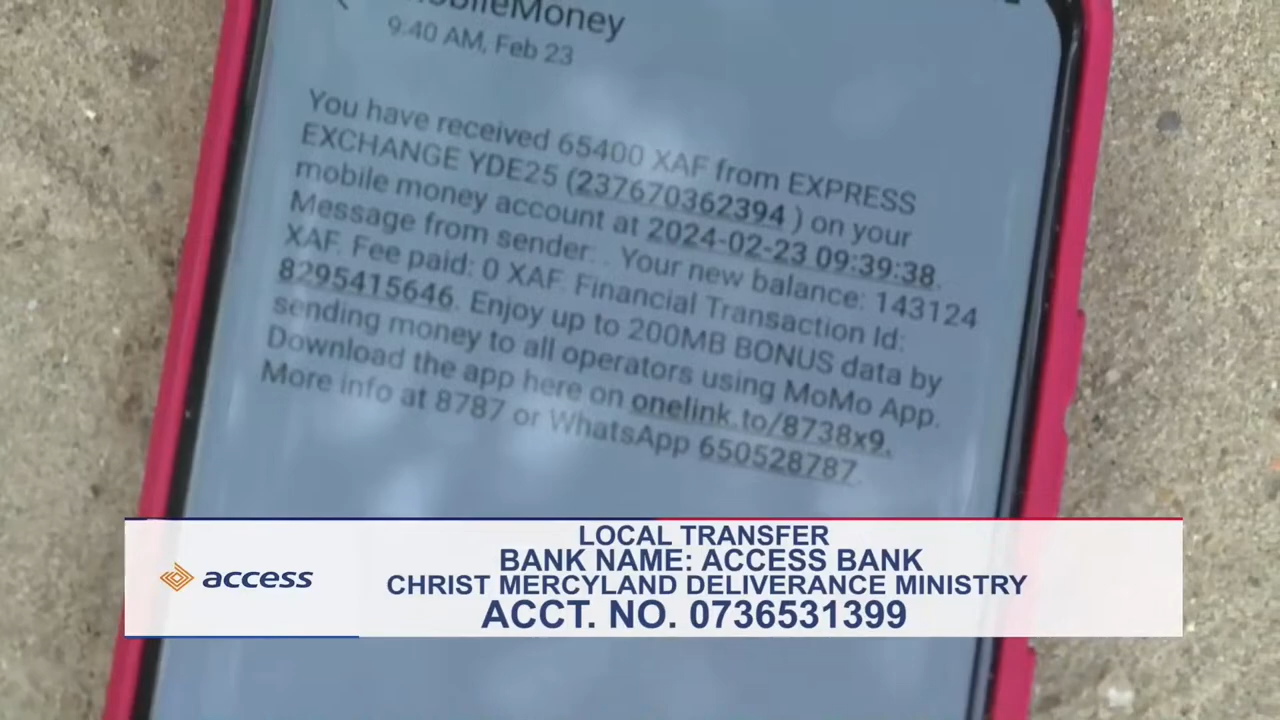 MobileMoney
9:40 AM, Feb 23
You have received 65400 XAF from EXPRESS
EXCHANGE YDE25 (237670362394 ) on your
mobile money account at 2024-02-23 09:39:38.
Message from sender: . Your new balance: 143124
XAF. Fee paid: 0 XAF. Financial Transaction Id:
8295415646. Enjoy up to 200MB BONUS data by
sending money to all operators using MoMo App.
Download the app here on onelink.to/8738x9.
More info at 8787 or WhatsApp 650528787.
LOCAL TRANSFER
BANK NAME: ACCESS BANK
access
CHRIST MERCYLAND DELIVERANCE MINISTRY
ACCT. NO. 0736531399